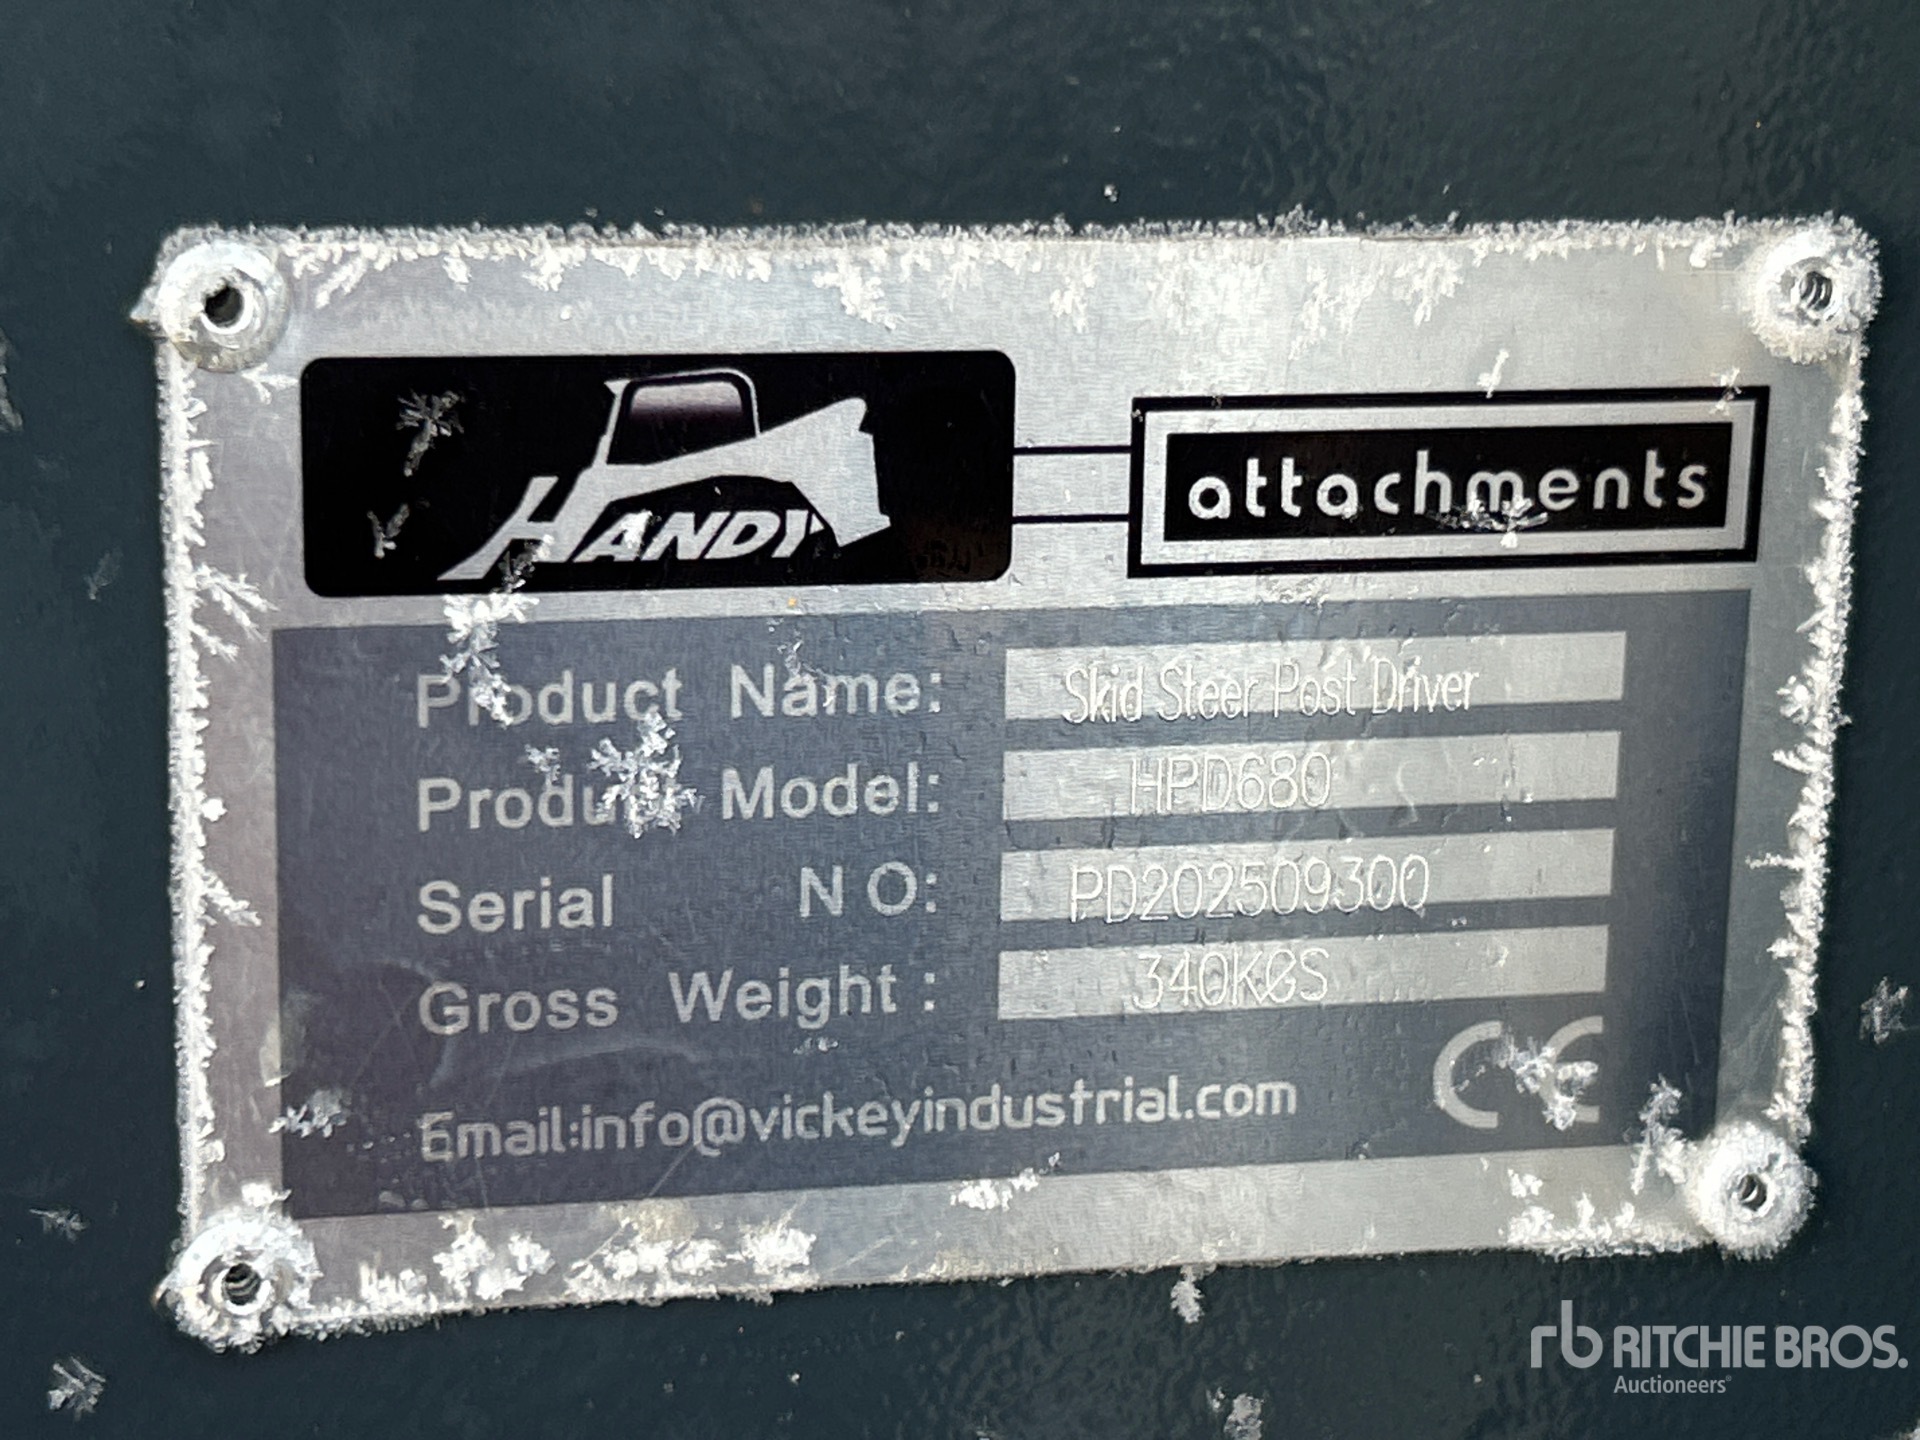 HANDY
attachments
Product Name: Skid Steer Post Driver
Product Model: HPD680
Serial NO: PD202509300
Gross Weight: 340KGS
Email:info@vickeyindustrial.com
CE
rb RITCHIE BROS.
Auctioneers®